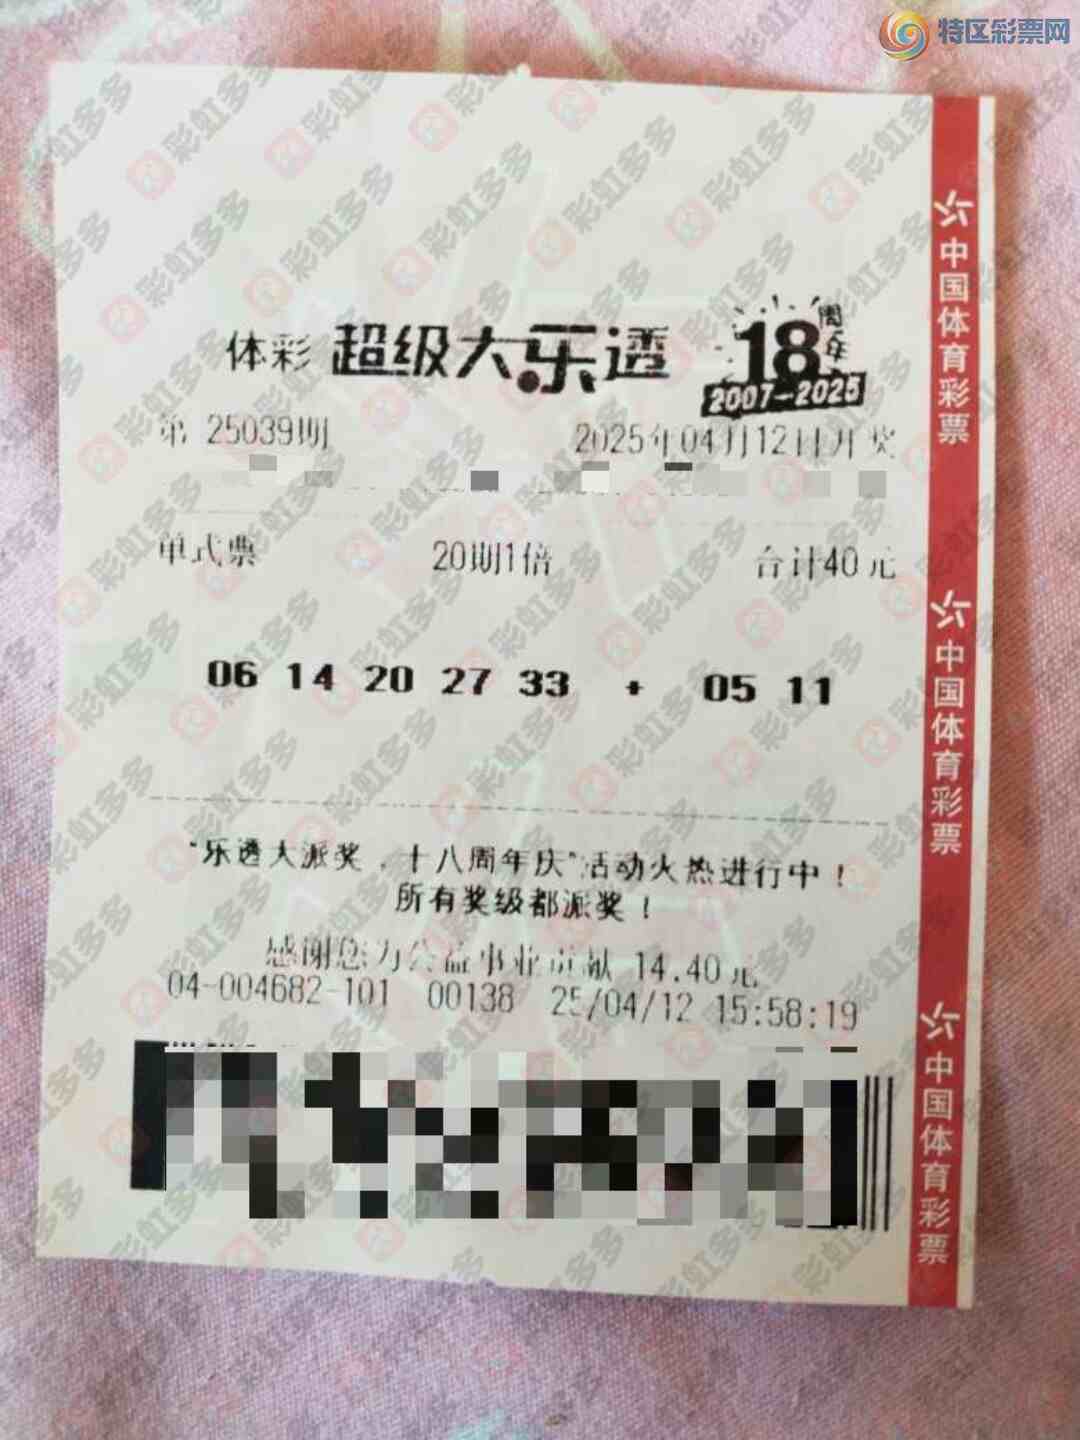 特区彩票网
体彩 超级大乐透 18周年
2007-2025
第 25039期 2025年04月12日开奖
单式票 20期1倍 合计40元
06 14 20 27 33 + 05 11
"乐透大派奖，十八周年庆"活动火热进行中！
所有奖级都派奖！
感谢您为公益事业贡献 14.40元
04-004682-101 00138 25/04/12 15:58:19
中国体育彩票
中国体育彩票
中国体育彩票
彩虹多多